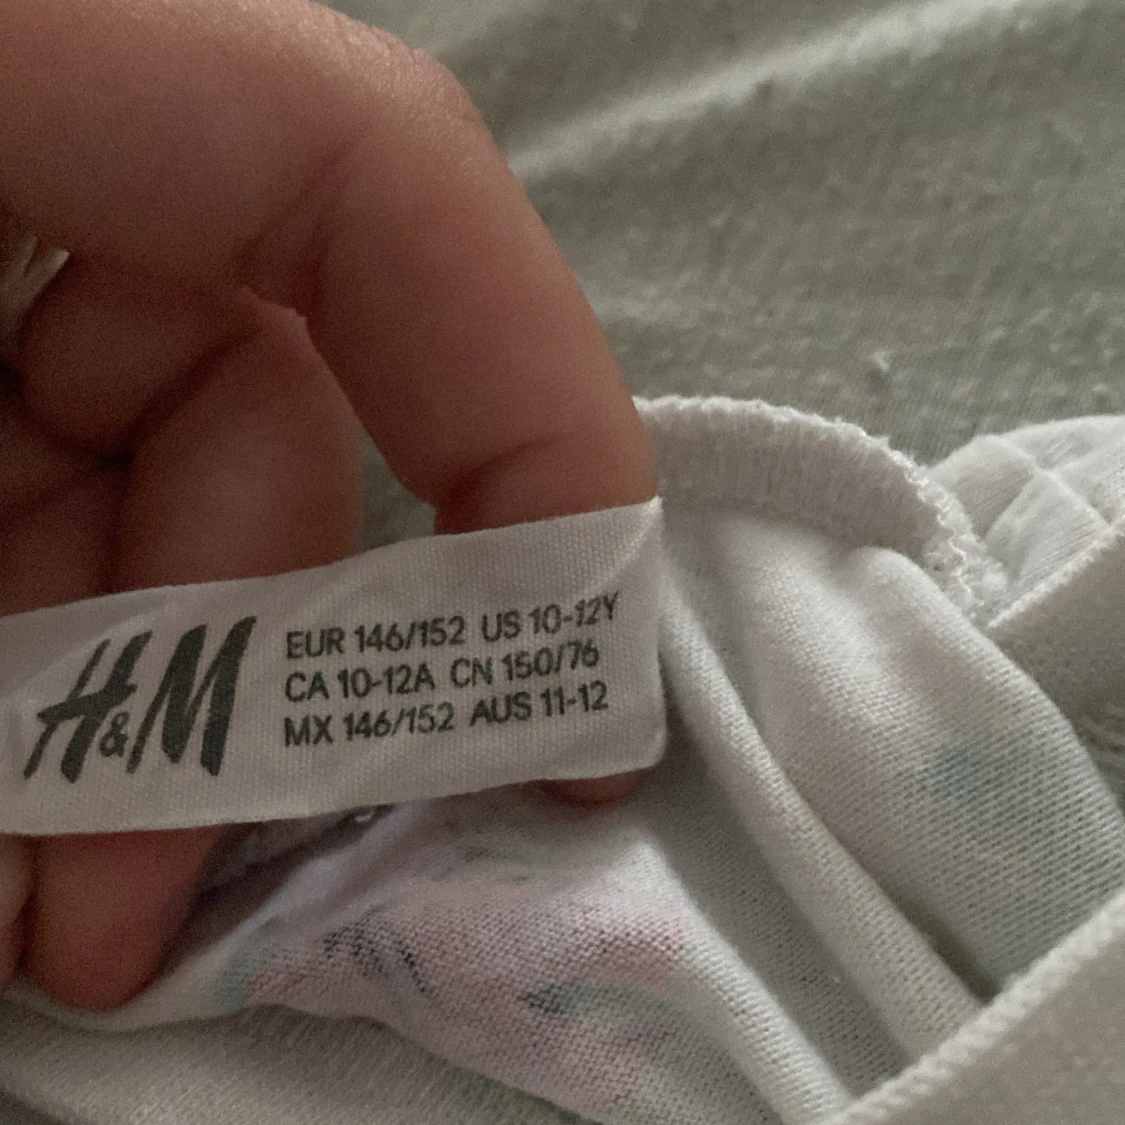 H&M
EUR 146/152 US 10-12Y
CA 10-12A CN 150/76
MX 146/152 AUS 11-12